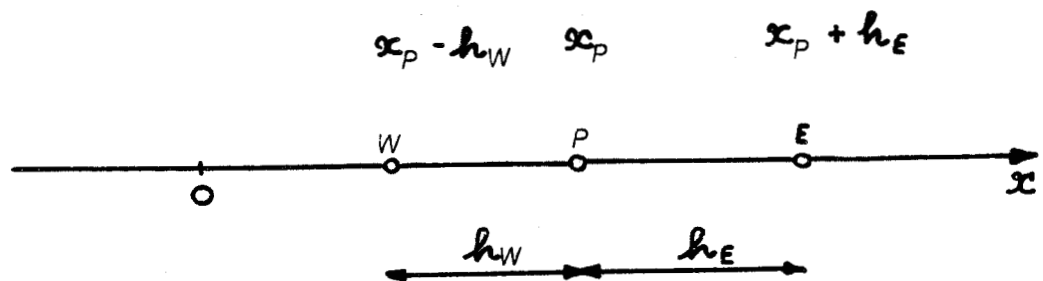 x_P - h_W x_P x_P + h_E
W P E
O
x
h_W h_E